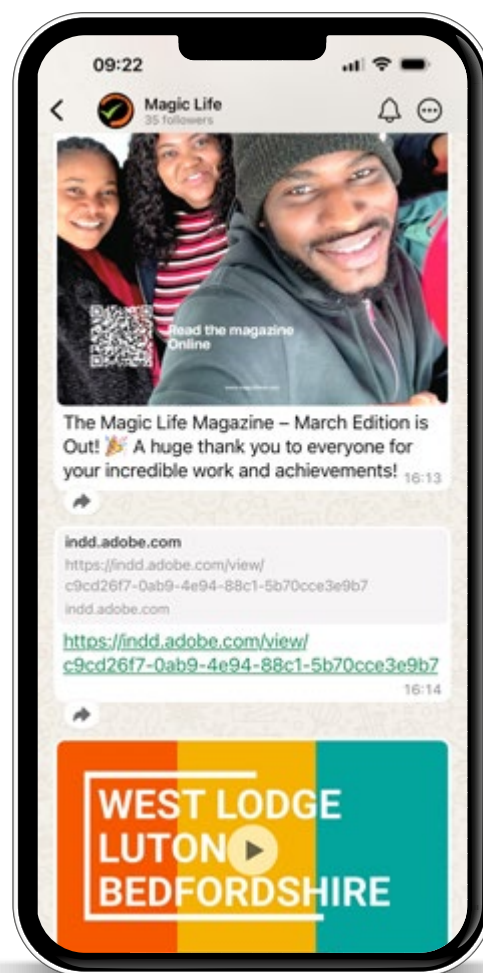 09:22
Magic Life
35 followers
Read the magazine
Online
The Magic Life Magazine – March Edition is
Out! 🎉 A huge thank you to everyone for
your incredible work and achievements! 16:13
indd.adobe.com
https://indd.adobe.com/view/
c9cd26f7-0ab9-4e94-88c1-5b70cce3e9b7
indd.adobe.com
https://indd.adobe.com/view/
c9cd26f7-0ab9-4e94-88c1-5b70cce3e9b7
16:14
WEST LODGE
LUTON
BEDFORDSHIRE